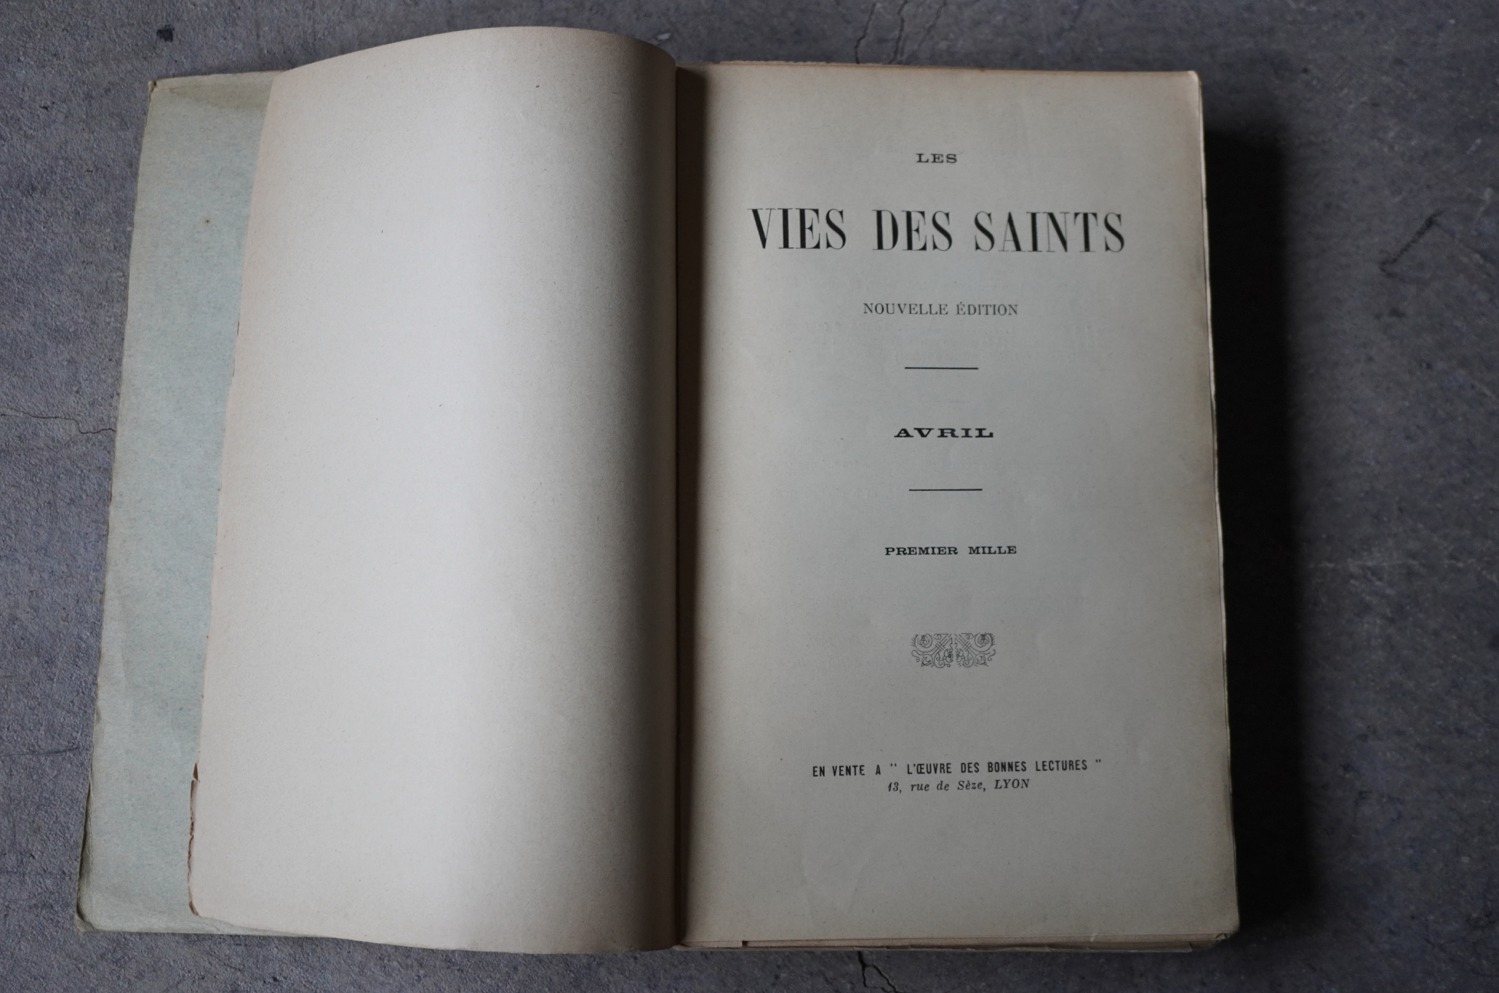 LES
VIES DES SAINTS
NOUVELLE ÉDITION
AVRIL
PREMIER MILLE
EN VENTE A " L'ŒUVRE DES BONNES LECTURES "
13, rue de Sèze, LYON